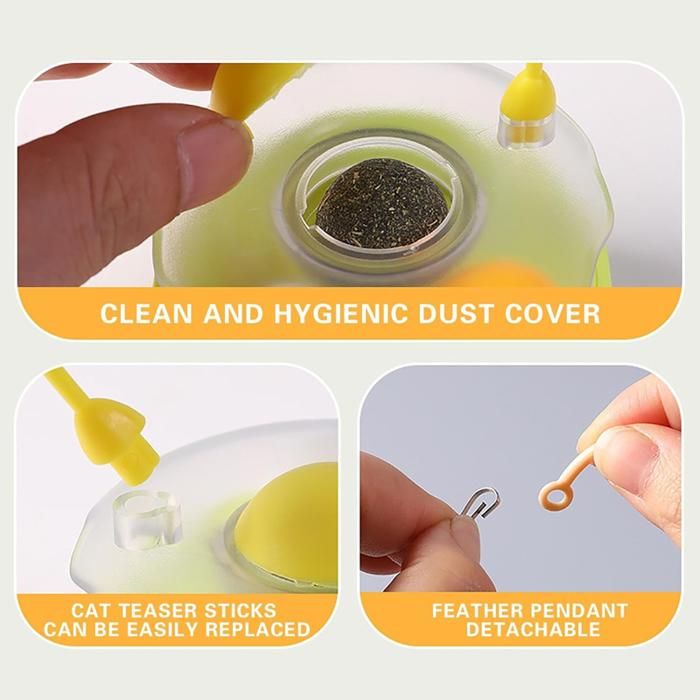 CLEAN AND HYGIENIC DUST COVER
CAT TEASER STICKS
CAN BE EASILY REPLACED
FEATHER PENDANT
DETACHABLE